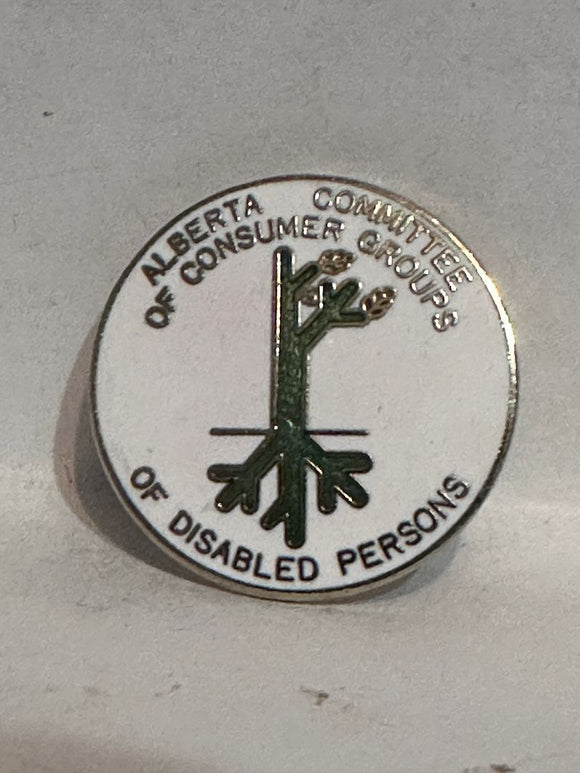 ALBERTA COMMITTEE
OF CONSUMER GROUPS
OF DISABLED PERSONS